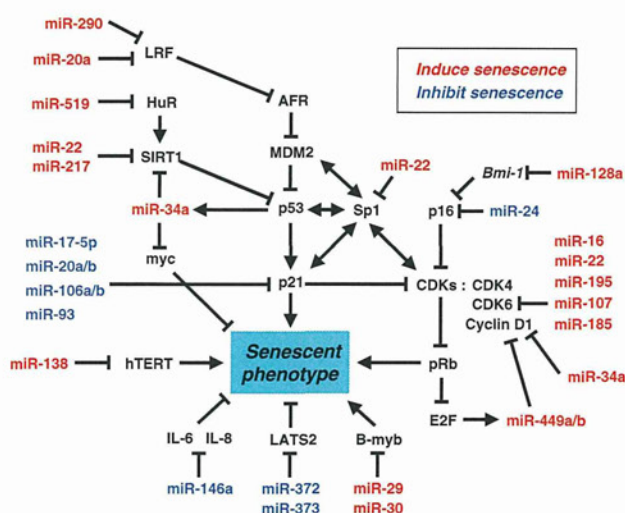 miR-290
miR-20a
LRF
miR-519
HuR
AFR
Induce senescence
Inhibit senescence
miR-22
miR-217
SIRT1
MDM2
miR-22
Bmi-1
miR-128a
miR-34a
p53
Sp1
p16
miR-24
miR-17-5p
miR-20a/b
miR-106a/b
miR-93
myc
p21
CDKs : CDK4
CDK6
Cyclin D1
miR-16
miR-22
miR-195
miR-107
miR-185
miR-138
hTERT
Senescent
phenotype
pRb
miR-34a
IL-6 IL-8
LATS2
B-myb
E2F
miR-449a/b
miR-146a
miR-372
miR-373
miR-29
miR-30